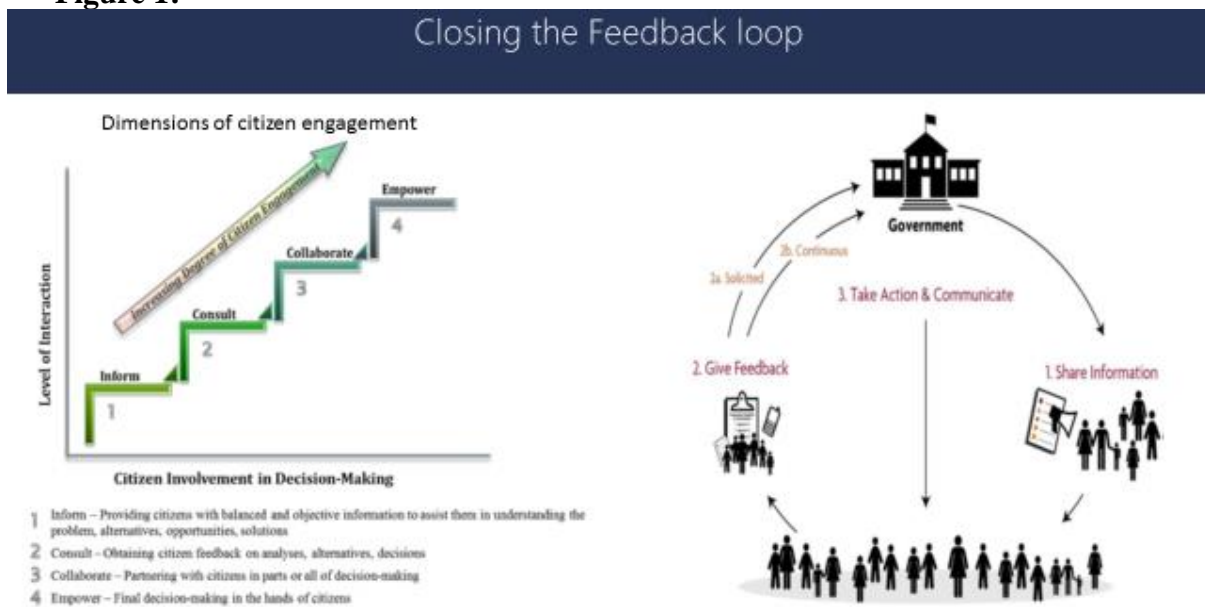 Figure 1:
Closing the Feedback loop
Dimensions of citizen engagement
Increasing Degree of Citizen Engagement
Level of Interaction
Inform
1
Consult
2
Collaborate
3
Empower
4
Citizen Involvement in Decision-Making
1 Inform – Providing citizens with balanced and objective information to assist them in understanding the
problem, alternatives, opportunities, solutions
2 Consult – Obtaining citizen feedback on analyses, alternatives, decisions
3 Collaborate – Partnering with citizens in parts or all of decision-making
4 Empower – Final decision-making in the hands of citizens
Government
2a. Solicited
2b. Continuous
3. Take Action & Communicate
2. Give Feedback
1. Share Information